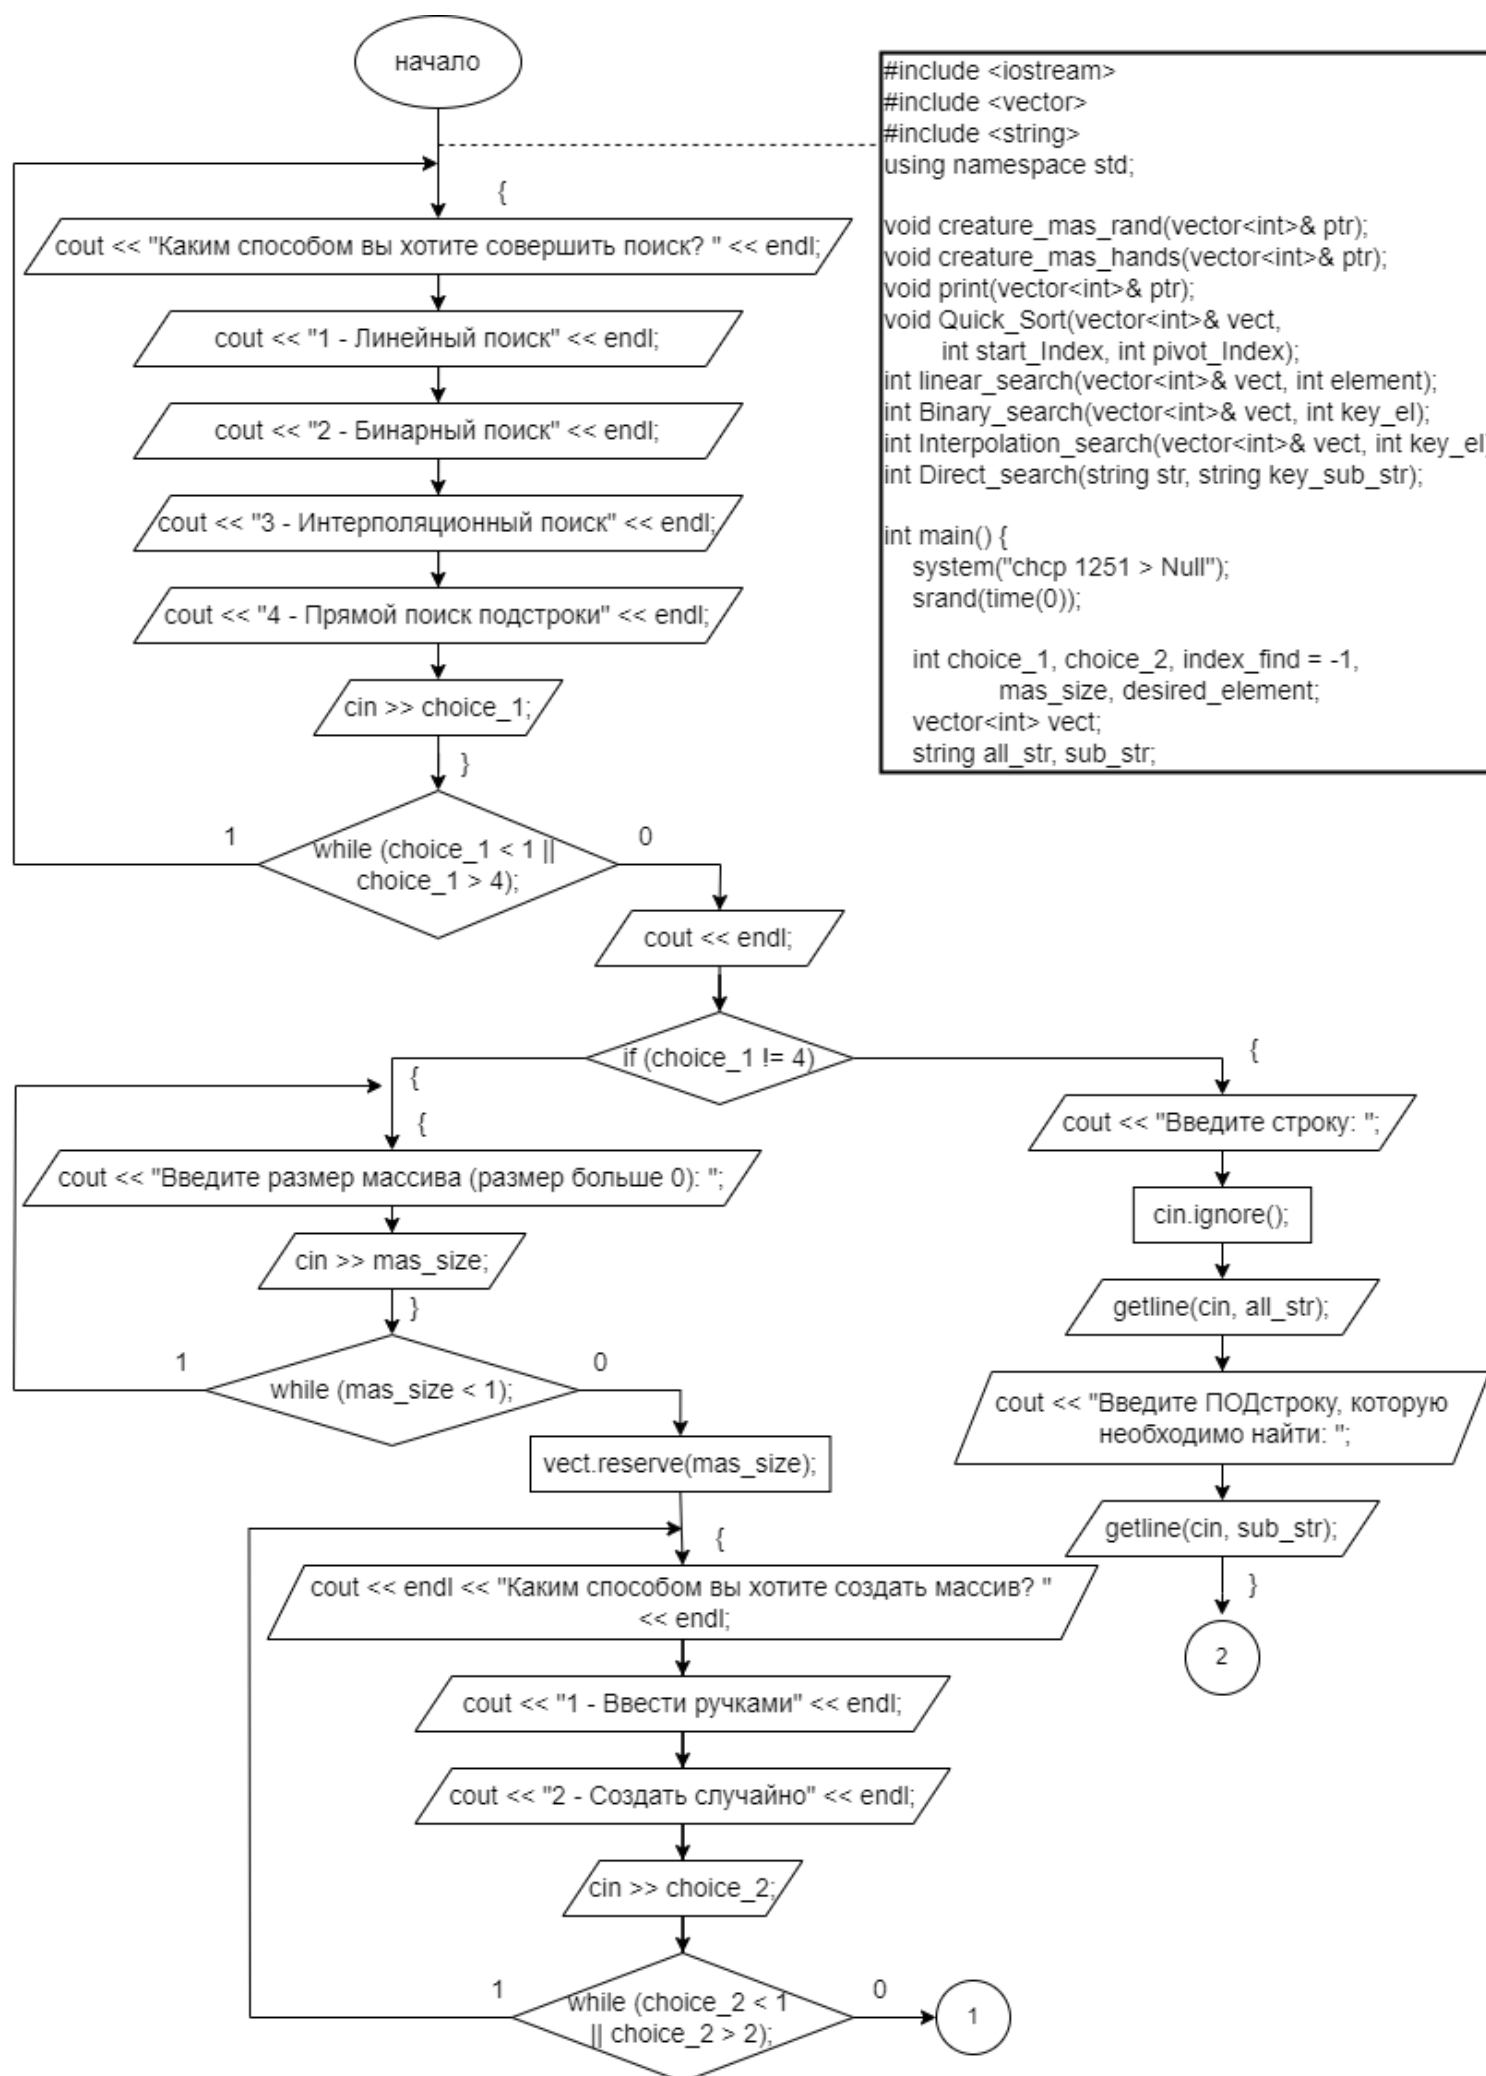 начало
#include <iostream>
#include <vector>
#include <string>
using namespace std;
void creature_mas_rand(vector<int>& ptr);
void creature_mas_hands(vector<int>& ptr);
void print(vector<int>& ptr);
void Quick_Sort(vector<int>& vect,
int start_Index, int pivot_Index);
int linear_search(vector<int>& vect, int element);
int Binary_search(vector<int>& vect, int key_el);
int Interpolation_search(vector<int>& vect, int key_el)
int Direct_search(string str, string key_sub_str);
int main() {
system("chcp 1251 > Null");
srand(time(0));
int choice_1, choice_2, index_find = -1,
mas_size, desired_element;
vector<int> vect;
string all_str, sub_str;
{
cout << "Каким способом вы хотите совершить поиск? " << endl;
cout << "1 - Линейный поиск" << endl;
cout << "2 - Бинарный поиск" << endl;
cout << "3 - Интерполяционный поиск" << endl;
cout << "4 - Прямой поиск подстроки" << endl;
cin >> choice_1;
}
1
while (choice_1 < 1 ||
choice_1 > 4);
0
cout << endl;
if (choice_1 != 4)
{
{
cout << "Введите размер массива (размер больше 0): ";
cin >> mas_size;
}
1
while (mas_size < 1);
0
vect.reserve(mas_size);
{
cout << endl << "Каким способом вы хотите создать массив? "
<< endl;
cout << "1 - Ввести ручками" << endl;
cout << "2 - Создать случайно" << endl;
cin >> choice_2;
1
while (choice_2 < 1
|| choice_2 > 2);
0
1
{
cout << "Введите строку: ";
cin.ignore();
getline(cin, all_str);
cout << "Введите ПОДстроку, которую
необходимо найти: ";
getline(cin, sub_str);
}
2